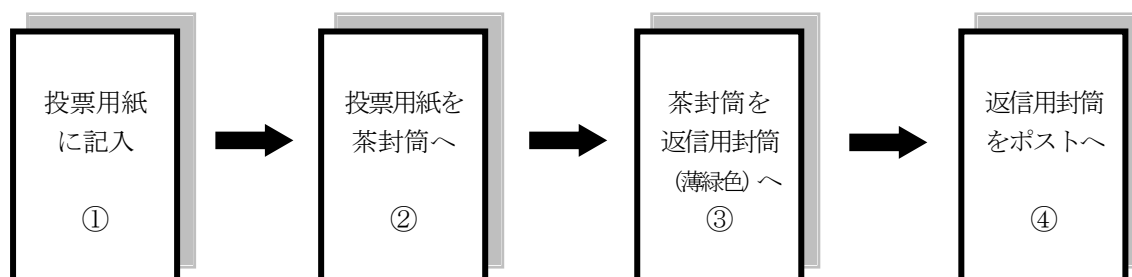 投票用紙
に記入
①
投票用紙を
茶封筒へ
②
茶封筒を
返信用封筒
(薄緑色)へ
③
返信用封筒
をポストへ
④